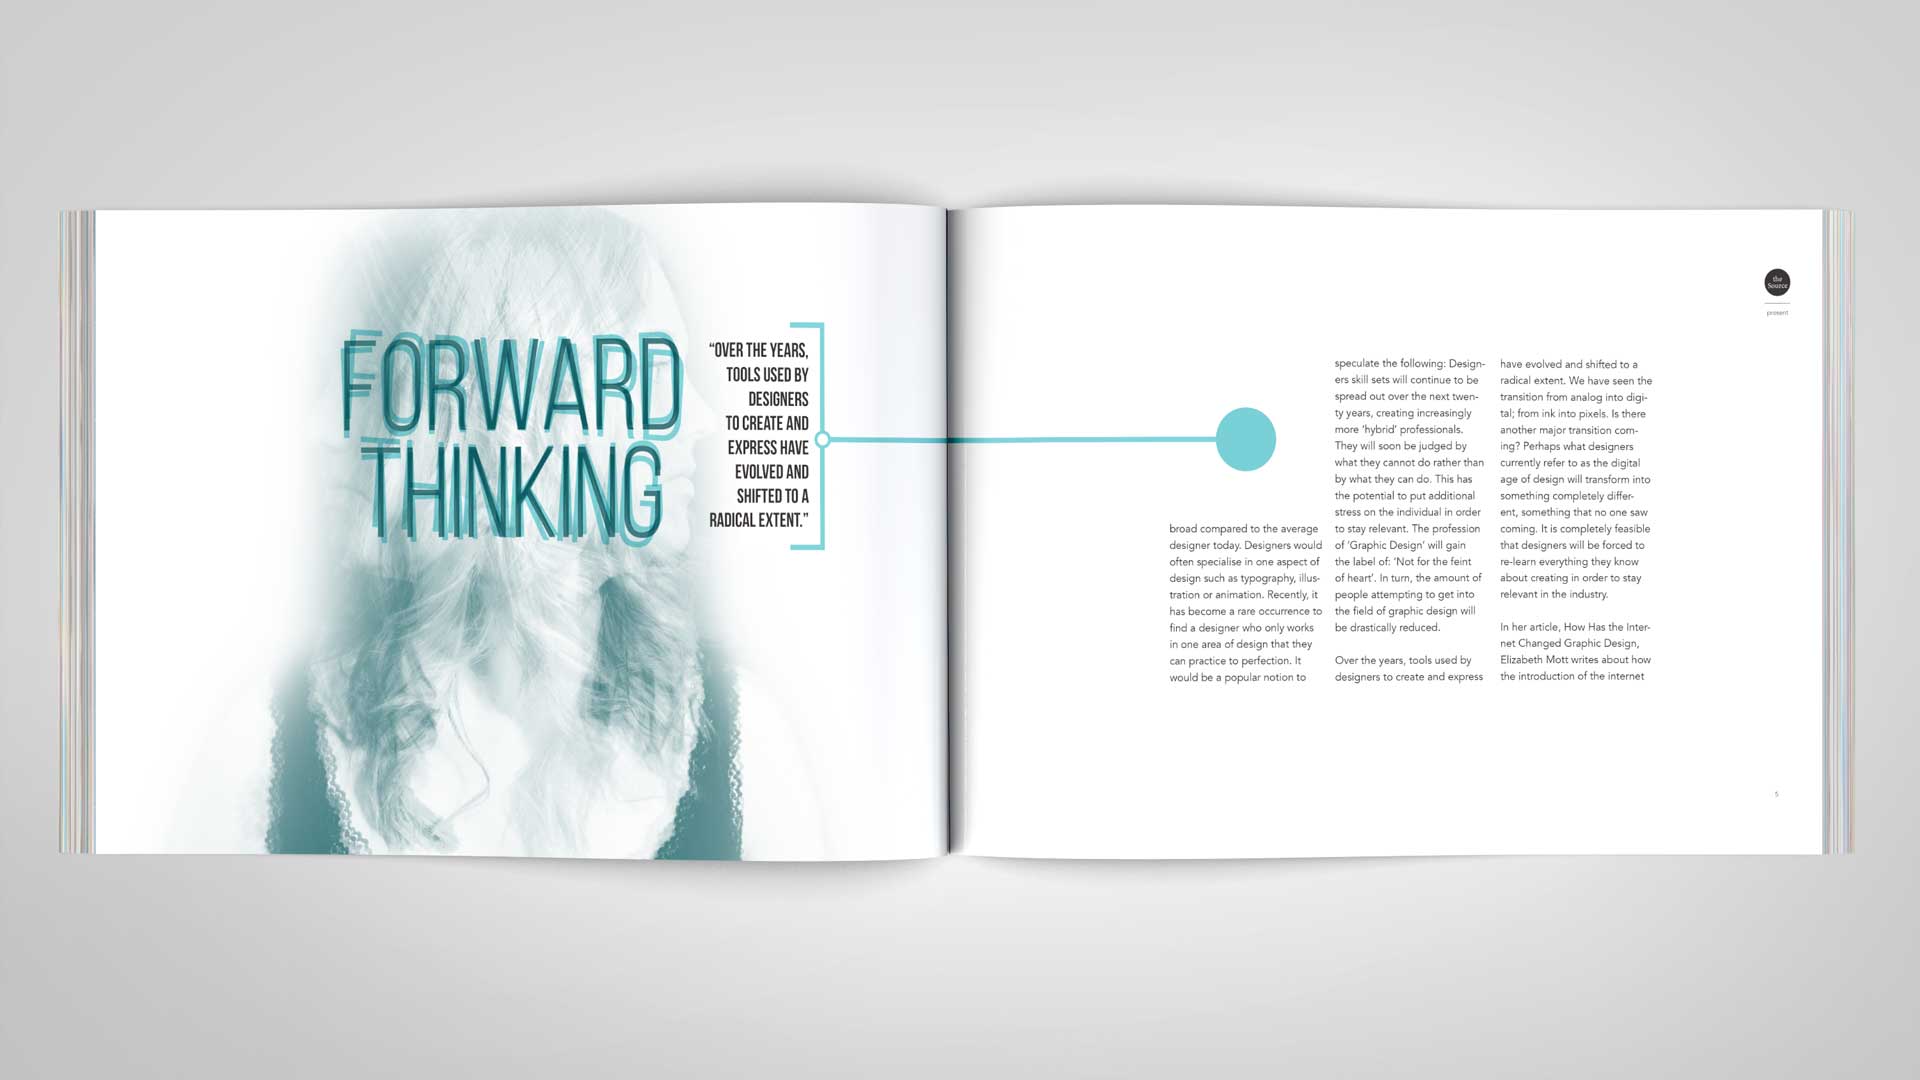 FORWARD
THINKING
“OVER THE YEARS,
TOOLS USED BY
DESIGNERS
TO CREATE AND
EXPRESS HAVE
EVOLVED AND
SHIFTED TO A
RADICAL EXTENT.”
the
Source
present
broad compared to the average
designer today. Designers would
often specialise in one aspect of
design such as typography, illus-
tration or animation. Recently, it
has become a rare occurrence to
find a designer who only works
in one area of design that they
can practice to perfection. It
would be a popular notion to
speculate the following: Design-
ers skill sets will continue to be
spread out over the next twen-
ty years, creating increasingly
more ‘hybrid’ professionals.
They will soon be judged by
what they cannot do rather than
by what they can do. This has
the potential to put additional
stress on the individual in order
to stay relevant. The profession
of ‘Graphic Design’ will gain
the label of: ‘Not for the feint
of heart’. In turn, the amount of
people attempting to get into
the field of graphic design will
be drastically reduced.
Over the years, tools used by
designers to create and express
have evolved and shifted to a
radical extent. We have seen the
transition from analog into digi-
tal; from ink into pixels. Is there
another major transition com-
ing? Perhaps what designers
currently refer to as the digital
age of design will transform into
something completely differ-
ent, something that no one saw
coming. It is completely feasible
that designers will be forced to
re-learn everything they know
about creating in order to stay
relevant in the industry.
In her article, How Has the Inter-
net Changed Graphic Design,
Elizabeth Mott writes about how
the introduction of the internet
5